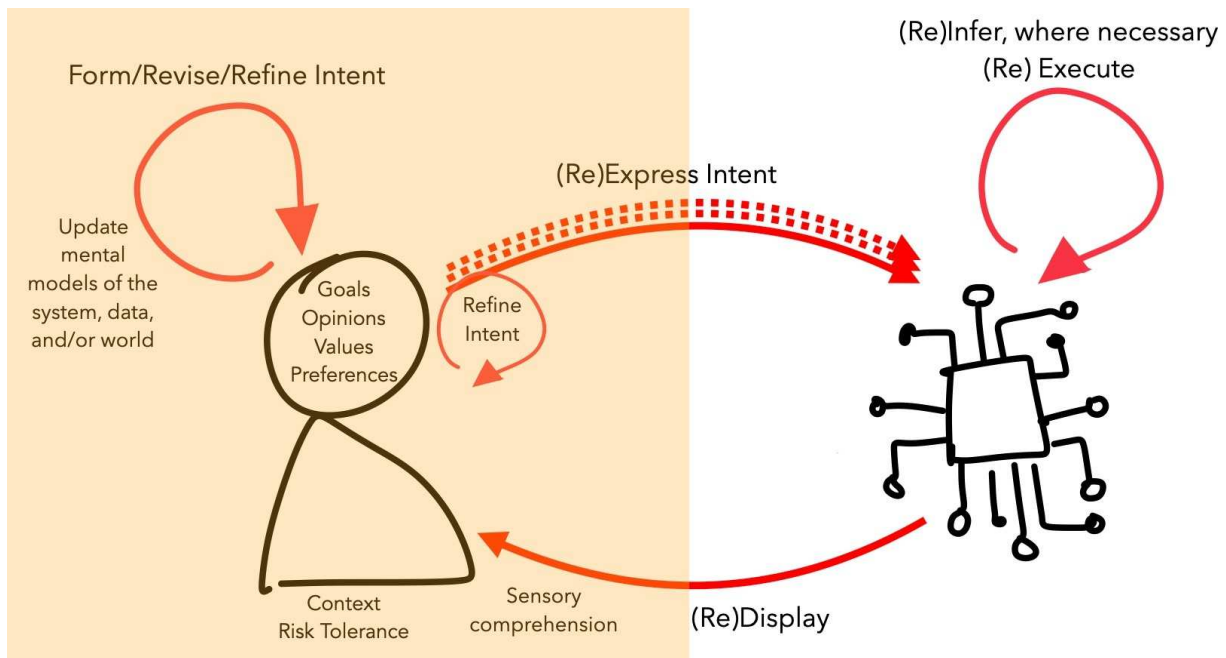 Form/Revise/Refine Intent
Update
mental
models of the
system, data,
and/or world
Goals
Opinions
Values
Preferences
Context
Risk Tolerance
(Re)Express Intent
Refine
Intent
(Re)Infer, where necessary
(Re) Execute
Sensory
comprehension
(Re)Display